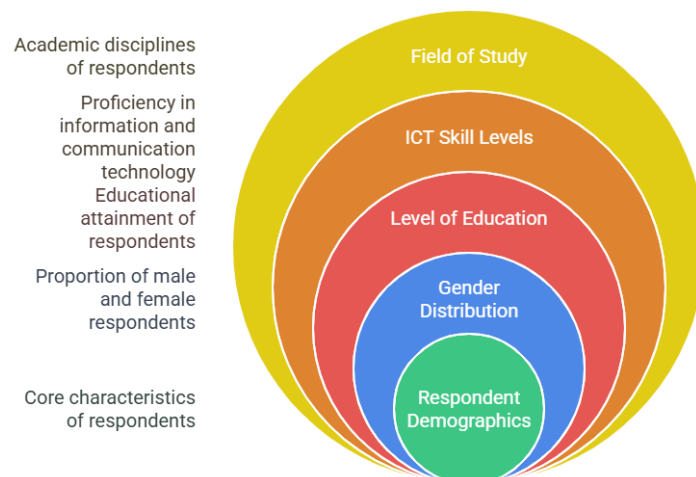 Academic disciplines
of respondents
Field of Study
Proficiency in
information and
communication
technology
ICT Skill Levels
Educational
attainment of
respondents
Level of Education
Proportion of male
and female
respondents
Gender
Distribution
Core characteristics
of respondents
Respondent
Demographics